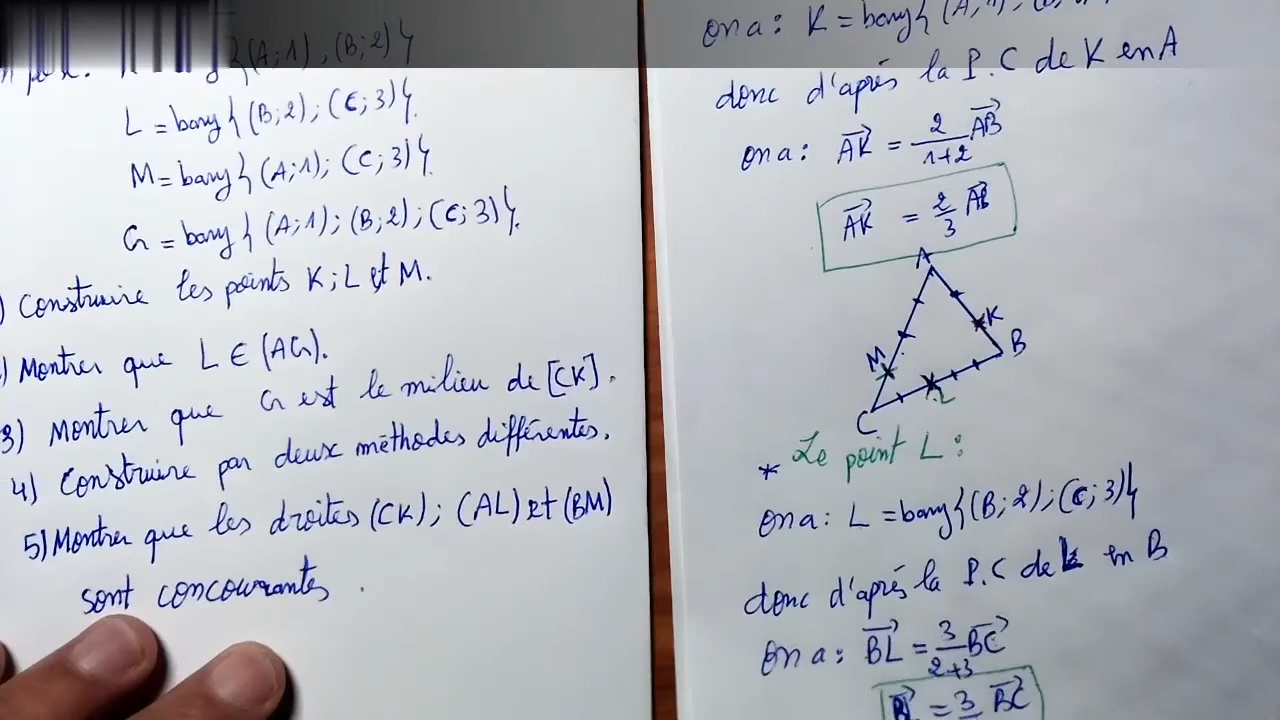 {(A;1), (B;2)}
L = bary{(B;2); (C;3)}.
M = bary{(A;1); (C;3)}.
G = bary{(A;1); (B;2); (C;3)}.
) Construire les points K; L et M.
) Montrer que L ∈ (AG).
3) Montrer que G est le milieu de [CK].
4) Construire par deux méthodes différentes.
5) Montrer que les droites (CK); (AL) et (BM)
sont concourantes.
on a: K = bary{(A,1);
donc d'après la P.C de K en A
on a: AK→ = 2/(1+2) AB→
AK→ = 2/3 AB→
A
K
B
M
L
C
* Le point L:
on a: L = bary{(B;2); (C;3)}
donc d'après la P.C de L en B
on a: BL→ = 3/(2+3) BC→
= 3 BC→